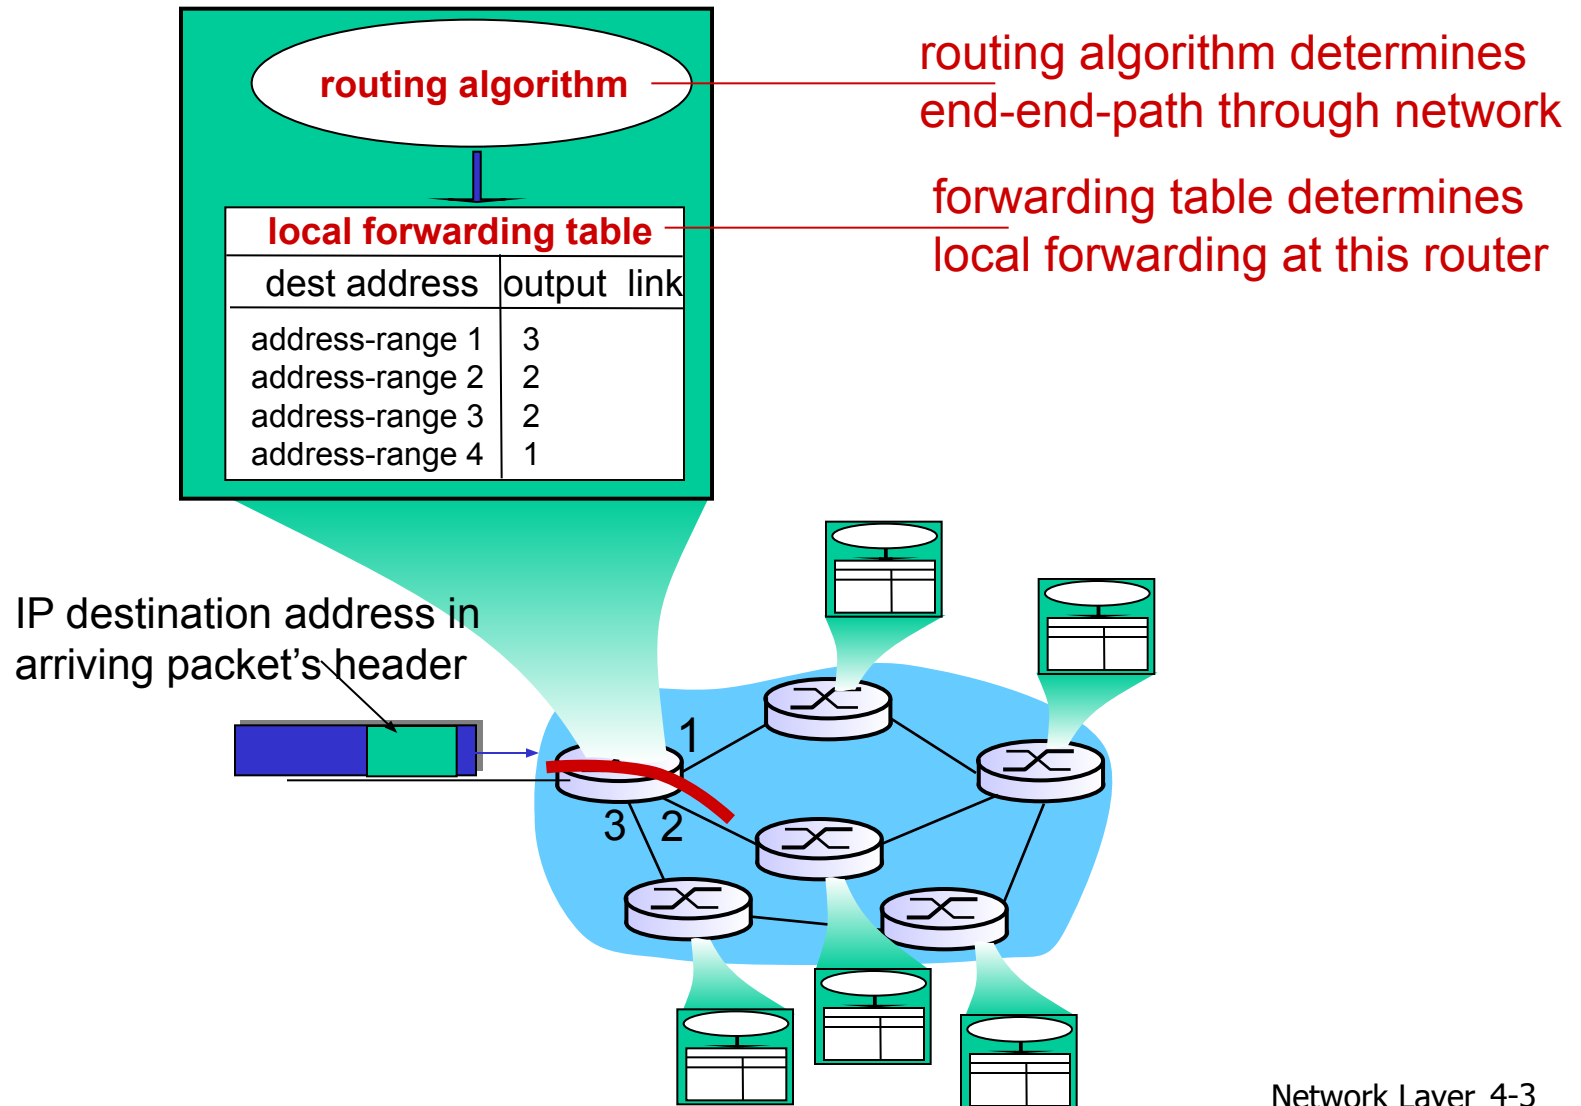 routing algorithm
routing algorithm determines
end-end-path through network
local forwarding table
forwarding table determines
local forwarding at this router
dest address output link
address-range 1 3
address-range 2 2
address-range 3 2
address-range 4 1
IP destination address in
arriving packet's header
1
3 2
Network Layer 4-3